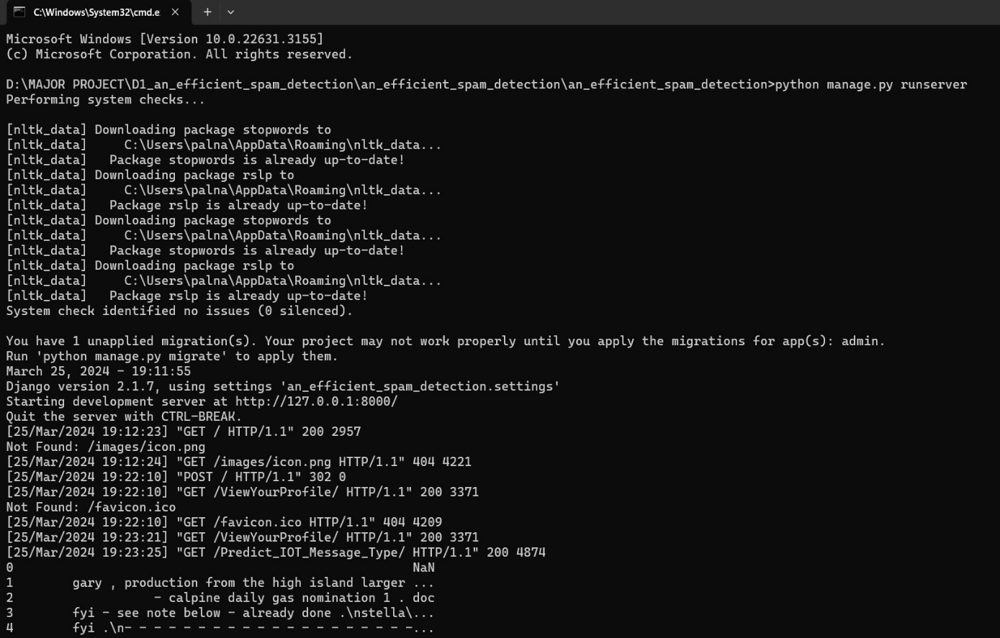 C:\Windows\System32\cmd.e
Microsoft Windows [Version 10.0.22631.3155]
(c) Microsoft Corporation. All rights reserved.
D:\MAJOR PROJECT\D1_an_efficient_spam_detection\an_efficient_spam_detection\an_efficient_spam_detection>python manage.py runserver
Performing system checks...
[nltk_data] Downloading package stopwords to
[nltk_data]     C:\Users\palna\AppData\Roaming\nltk_data...
[nltk_data]   Package stopwords is already up-to-date!
[nltk_data] Downloading package rslp to
[nltk_data]     C:\Users\palna\AppData\Roaming\nltk_data...
[nltk_data]   Package rslp is already up-to-date!
[nltk_data] Downloading package stopwords to
[nltk_data]     C:\Users\palna\AppData\Roaming\nltk_data...
[nltk_data]   Package stopwords is already up-to-date!
[nltk_data] Downloading package rslp to
[nltk_data]     C:\Users\palna\AppData\Roaming\nltk_data...
[nltk_data]   Package rslp is already up-to-date!
System check identified no issues (0 silenced).
You have 1 unapplied migration(s). Your project may not work properly until you apply the migrations for app(s): admin.
Run 'python manage.py migrate' to apply them.
March 25, 2024 - 19:11:55
Django version 2.1.7, using settings 'an_efficient_spam_detection.settings'
Starting development server at http://127.0.0.1:8000/
Quit the server with CTRL-BREAK.
[25/Mar/2024 19:12:23] "GET / HTTP/1.1" 200 2957
Not Found: /images/icon.png
[25/Mar/2024 19:12:24] "GET /images/icon.png HTTP/1.1" 404 4221
[25/Mar/2024 19:22:10] "POST / HTTP/1.1" 302 0
[25/Mar/2024 19:22:10] "GET /ViewYourProfile/ HTTP/1.1" 200 3371
Not Found: /favicon.ico
[25/Mar/2024 19:22:10] "GET /favicon.ico HTTP/1.1" 404 4209
[25/Mar/2024 19:23:21] "GET /ViewYourProfile/ HTTP/1.1" 200 3371
[25/Mar/2024 19:23:25] "GET /Predict_IOT_Message_Type/ HTTP/1.1" 200 4874
0                                                      NaN
1        gary , production from the high island larger ...
2                   - calpine daily gas nomination 1 . doc
3        fyi - see note below - already done .\nstella\...
4        fyi .\n- - - - - - - - - - - - - - - - - - - -...